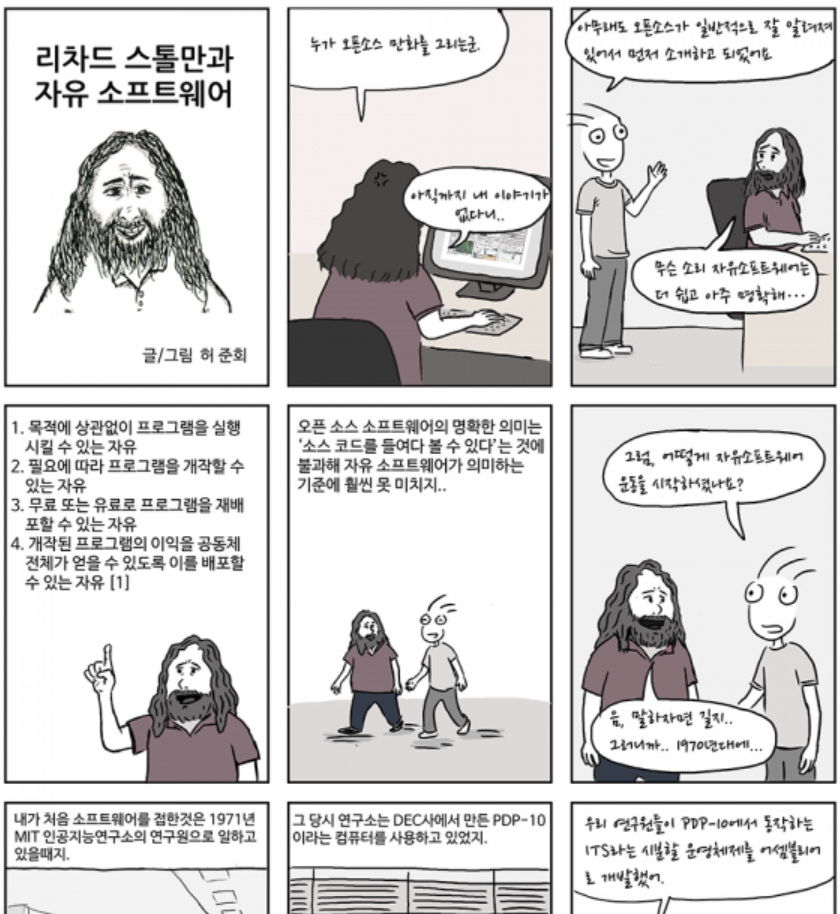 리차드 스톨만과
자유 소프트웨어
글/그림 허 준회
누가 오픈소스 만화를 그리는군.
아직까지 내 이야기가
없다니..
아무래도 오픈소스가 일반적으로 잘 알려져
있어서 먼저 소개하고 되었어요
무슨 소리 자유소프트웨어는
더 쉽고 아주 명확해...
1. 목적에 상관없이 프로그램을 실행
시킬 수 있는 자유
2. 필요에 따라 프로그램을 개작할 수
있는 자유
3. 무료 또는 유료로 프로그램을 재배
포할 수 있는 자유
4. 개작된 프로그램의 이익을 공동체
전체가 얻을 수 있도록 이를 배포할
수 있는 자유 [1]
오픈 소스 소프트웨어의 명확한 의미는
'소스 코드를 들여다 볼 수 있다'는 것에
불과해 자유 소프트웨어가 의미하는
기준에 훨씬 못 미치지..
그럼, 어떻게 자유소프트웨어
운동을 시작하셨나요?
음, 말하자면 길지..
그러니까.. 1970년대에...
내가 처음 소프트웨어를 접한것은 1971년
MIT 인공지능연구소의 연구원으로 일하고
있을때지.
그 당시 연구소는 DEC사에서 만든 PDP-10
이라는 컴퓨터를 사용하고 있었지.
우리 연구원들이 PDP-10에서 동작하는
ITS라는 시분할 운영체제를 어셈블리어
로 개발했어.